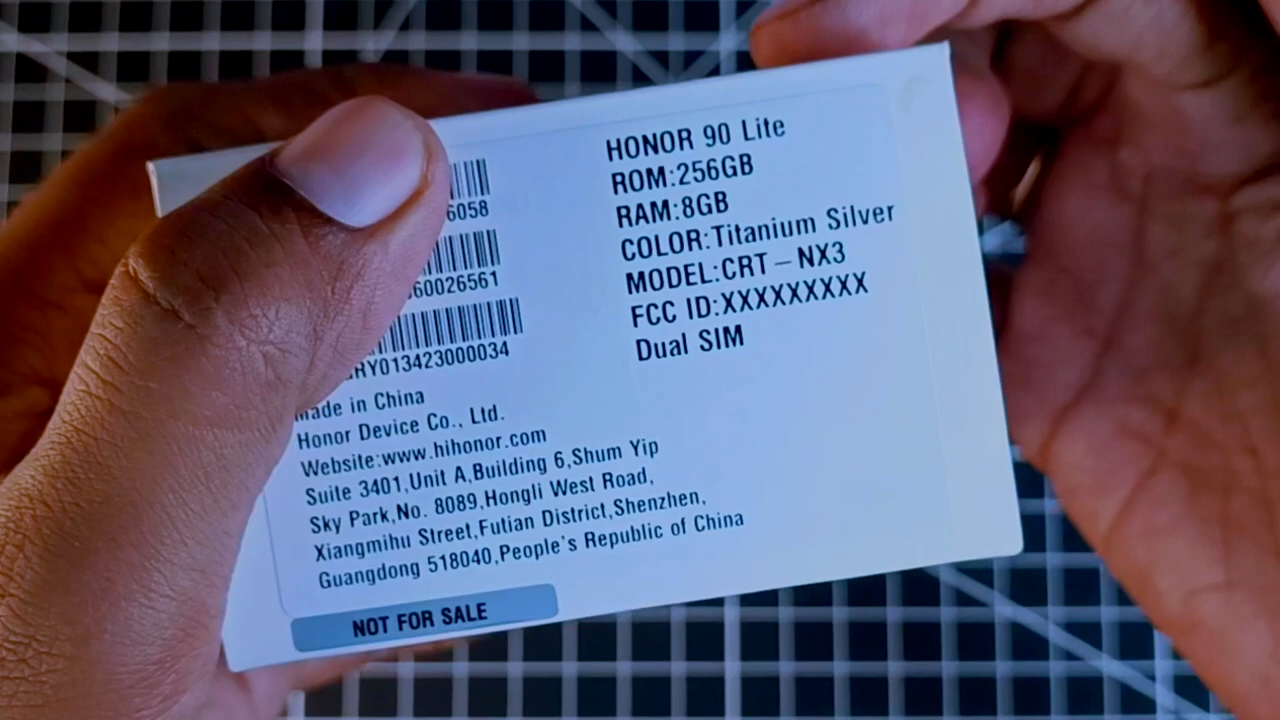 HONOR 90 Lite
ROM:256GB
RAM:8GB
COLOR:Titanium Silver
MODEL:CRT – NX3
FCC ID:XXXXXXXXX
Dual SIM
6058
60026561
RY013423000034
Made in China
Honor Device Co., Ltd.
Website:www.hihonor.com
Suite 3401,Unit A,Building 6,Shum Yip
Sky Park,No. 8089,Hongli West Road,
Xiangmihu Street,Futian District,Shenzhen,
Guangdong 518040,People's Republic of China
NOT FOR SALE